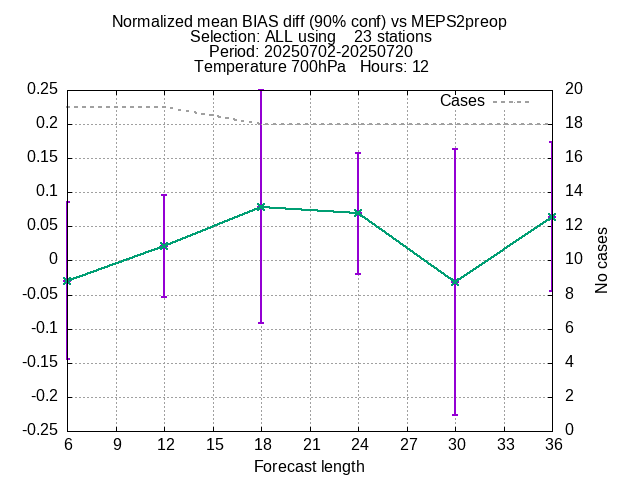 Normalized mean BIAS diff (90% conf) vs MEPS2preop
Selection: ALL using    23 stations
Period: 20250702-20250720
Temperature 700hPa   Hours: 12
Cases
0.25
0.2
0.15
0.1
0.05
0
-0.05
-0.1
-0.15
-0.2
-0.25
20
18
16
14
12
10
8
6
4
2
0
No cases
6 9 12 15 18 21 24 27 30 33 36
Forecast length